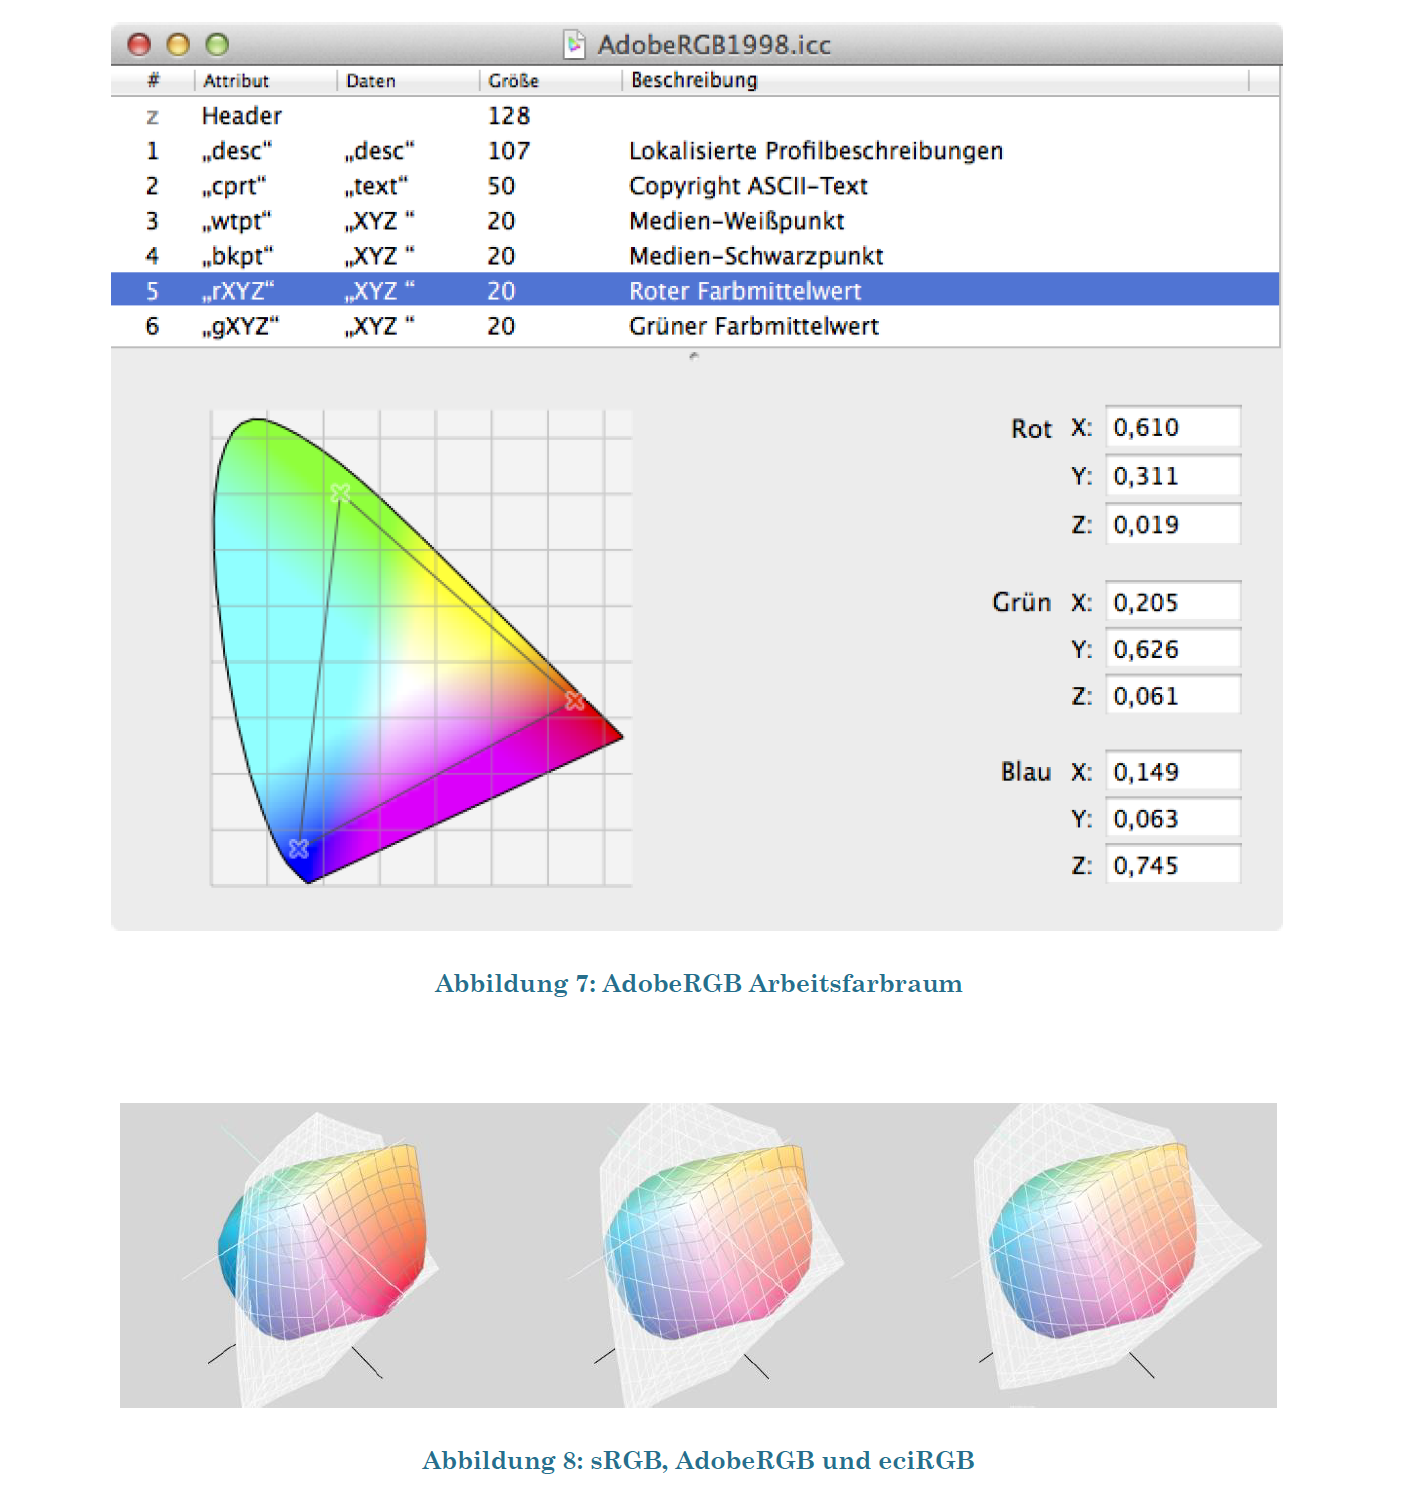 AdobeRGB1998.icc
# Attribut Daten Größe Beschreibung
z Header 128
1 „desc“ „desc“ 107 Lokalisierte Profilbeschreibungen
2 „cprt“ „text“ 50 Copyright ASCII-Text
3 „wtpt“ „XYZ “ 20 Medien-Weißpunkt
4 „bkpt“ „XYZ “ 20 Medien-Schwarzpunkt
5 „rXYZ“ „XYZ “ 20 Roter Farbmittelwert
6 „gXYZ“ „XYZ “ 20 Grüner Farbmittelwert
Rot X: 0,610
Y: 0,311
Z: 0,019
Grün X: 0,205
Y: 0,626
Z: 0,061
Blau X: 0,149
Y: 0,063
Z: 0,745
Abbildung 7: AdobeRGB Arbeitsfarbraum
Abbildung 8: sRGB, AdobeRGB und eciRGB